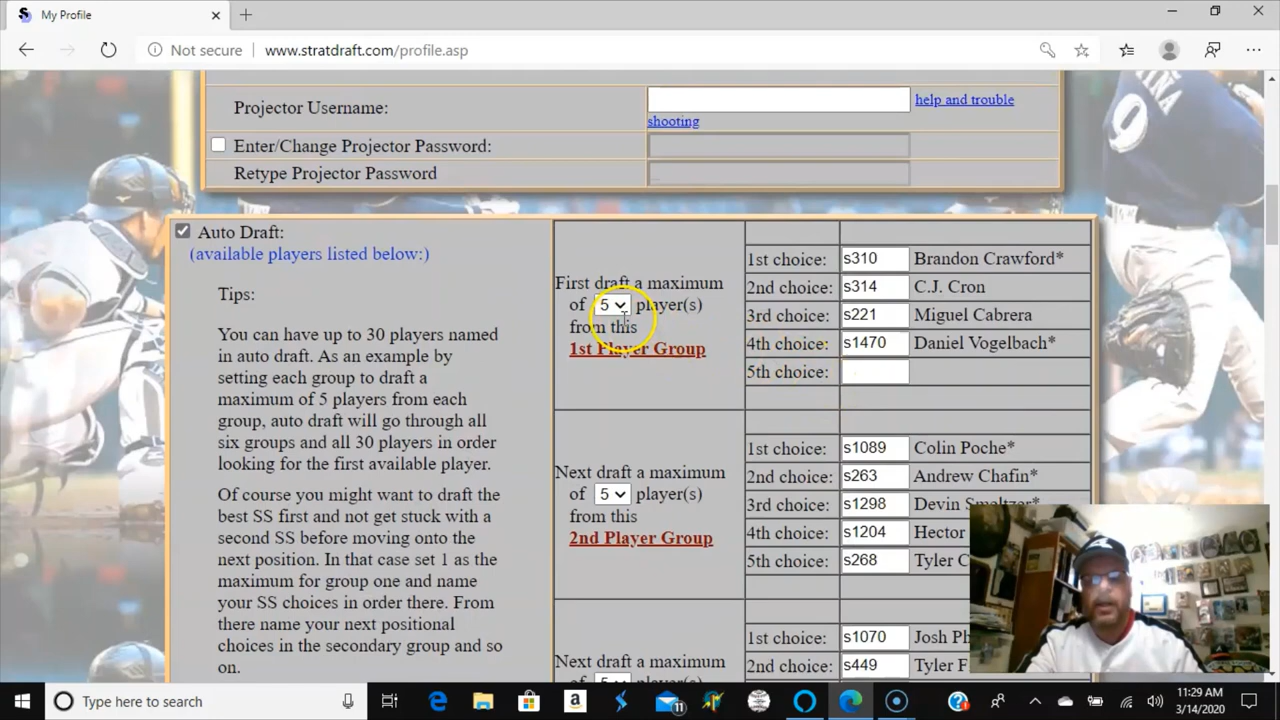 My Profile
Not secure
www.stratdraft.com/profile.asp
Projector Username:
help and trouble
shooting
Enter/Change Projector Password:
Retype Projector Password
Auto Draft:
(available players listed below:)
Tips:
You can have up to 30 players named
in auto draft. As an example by
setting each group to draft a
maximum of 5 players from each
group, auto draft will go through all
six groups and all 30 players in order
looking for the first available player.
Of course you might want to draft the
best SS first and not get stuck with a
second SS before moving onto the
next position. In that case set 1 as the
maximum for group one and name
your SS choices in order there. From
there name your next positional
choices in the secondary group and so
on.
First draft a maximum
of 5 player(s)
from this
1st Player Group
1st choice: s310 Brandon Crawford*
2nd choice: s314 C.J. Cron
3rd choice: s221 Miguel Cabrera
4th choice: s1470 Daniel Vogelbach*
5th choice:
Next draft a maximum
of 5 player(s)
from this
2nd Player Group
1st choice: s1089 Colin Poche*
2nd choice: s263 Andrew Chafin*
3rd choice: s1298 Devin Smeltzer*
4th choice: s1204 Hector
5th choice: s268 Tyler C
Next draft a maximum
1st choice: s1070 Josh Ph
2nd choice: s449 Tyler F
9
Type here to search
11
11:29 AM
3/14/2020